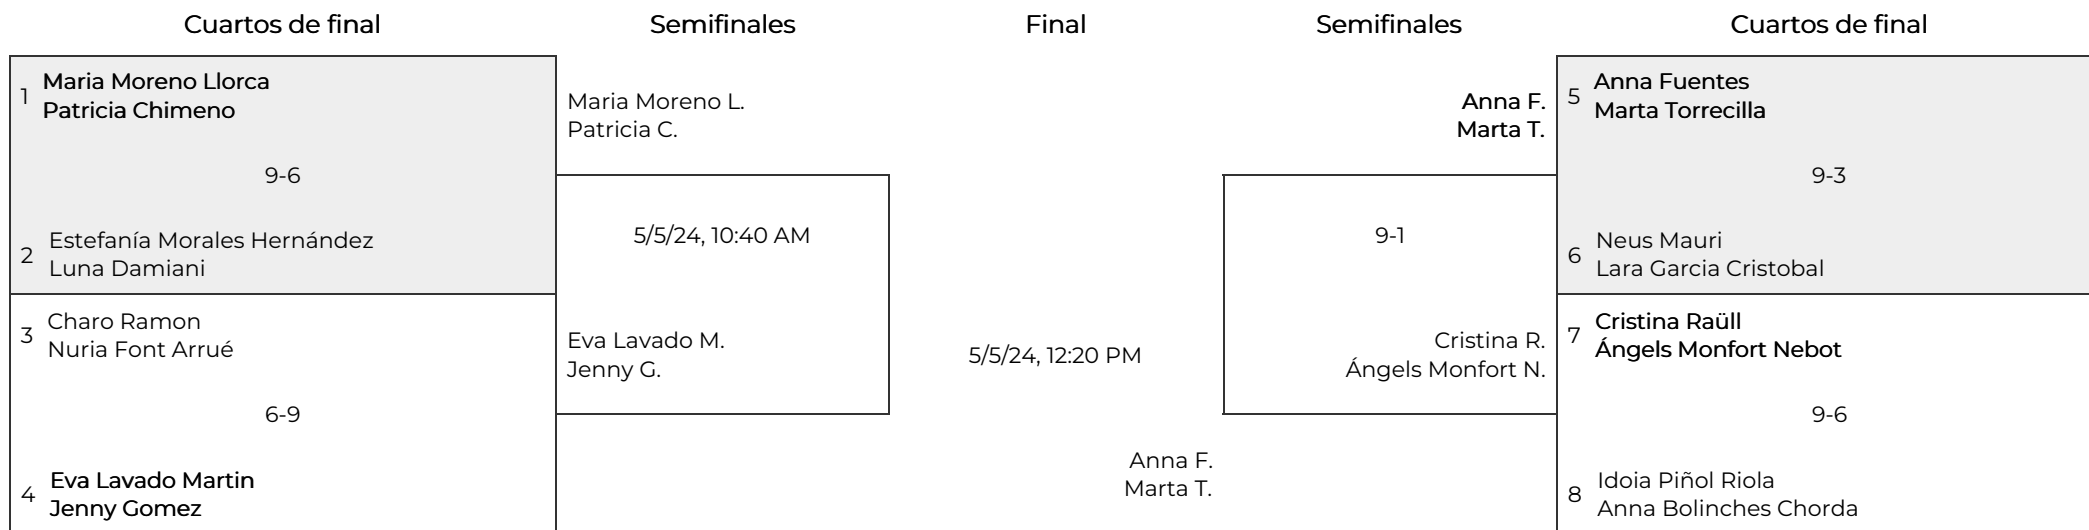 Cuartos de final
Semifinales
Final
Semifinales
Cuartos de final
1
Maria Moreno Llorca
Patricia Chimeno
9-6
2
Estefanía Morales Hernández
Luna Damiani
3
Charo Ramon
Nuria Font Arrué
6-9
4
Eva Lavado Martin
Jenny Gomez
Maria Moreno L.
Patricia C.
5/5/24, 10:40 AM
Eva Lavado M.
Jenny G.
5/5/24, 12:20 PM
Anna F.
Marta T.
Anna F.
Marta T.
9-1
Cristina R.
Ángels Monfort N.
5
Anna Fuentes
Marta Torrecilla
9-3
6
Neus Mauri
Lara Garcia Cristobal
7
Cristina Raüll
Ángels Monfort Nebot
9-6
8
Idoia Piñol Riola
Anna Bolinches Chorda